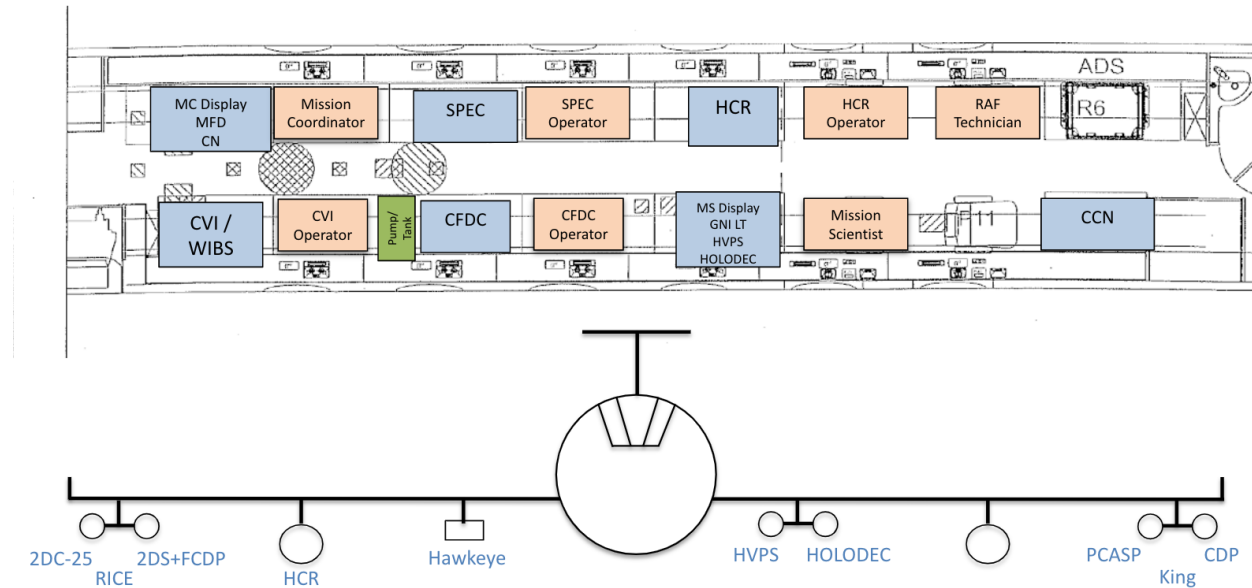 ADS
MC Display
MFD
CN
Mission
Coordinator
SPEC
SPEC
Operator
HCR
HCR
Operator
RAF
Technician
R6
CVI /
WIBS
CVI
Operator
Pump/
Tank
CFDC
CFDC
Operator
MS Display
GNI LT
HVPS
HOLODEC
Mission
Scientist
11
CCN
2DC-25
2DS+FCDP
RICE
HCR
Hawkeye
HVPS
HOLODEC
PCASP
CDP
King